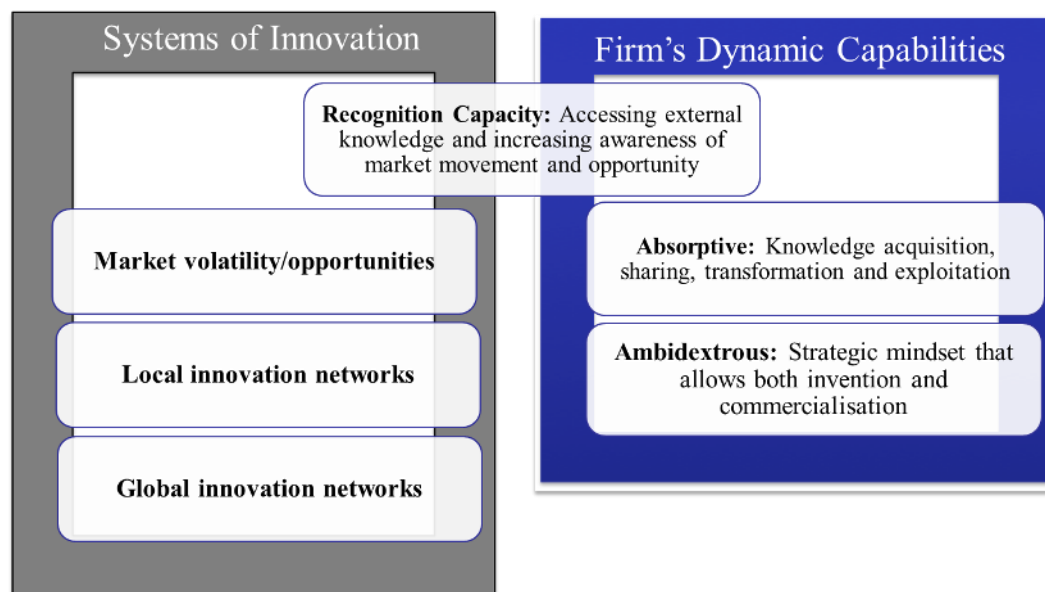 Systems of Innovation
Firm's Dynamic Capabilities
Recognition Capacity: Accessing external
knowledge and increasing awareness of
market movement and opportunity
Market volatility/opportunities
Local innovation networks
Global innovation networks
Absorptive: Knowledge acquisition,
sharing, transformation and exploitation
Ambidextrous: Strategic mindset that
allows both invention and
commercialisation